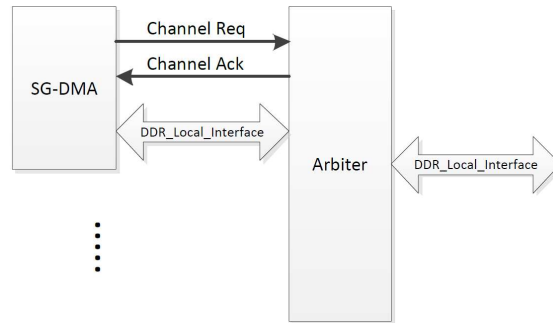 Channel Req
Channel Ack
SG-DMA
DDR_Local_Interface
Arbiter
DDR_Local_Interface